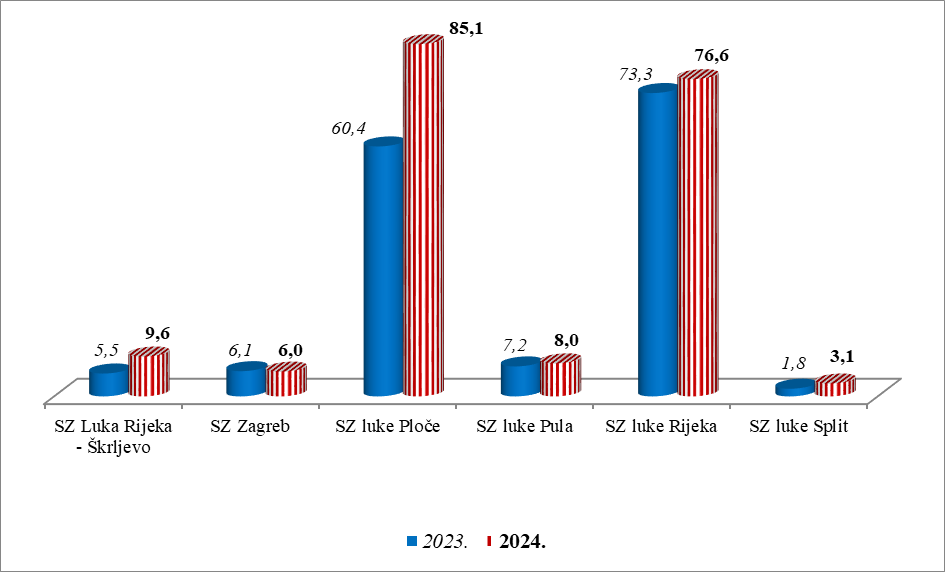 85,1
76,6
73,3
60,4
9,6
5,5
6,1
6,0
7,2
8,0
1,8
3,1
SZ Luka Rijeka
- Škrljevo
SZ Zagreb
SZ luke Ploče
SZ luke Pula
SZ luke Rijeka
SZ luke Split
2023.
2024.